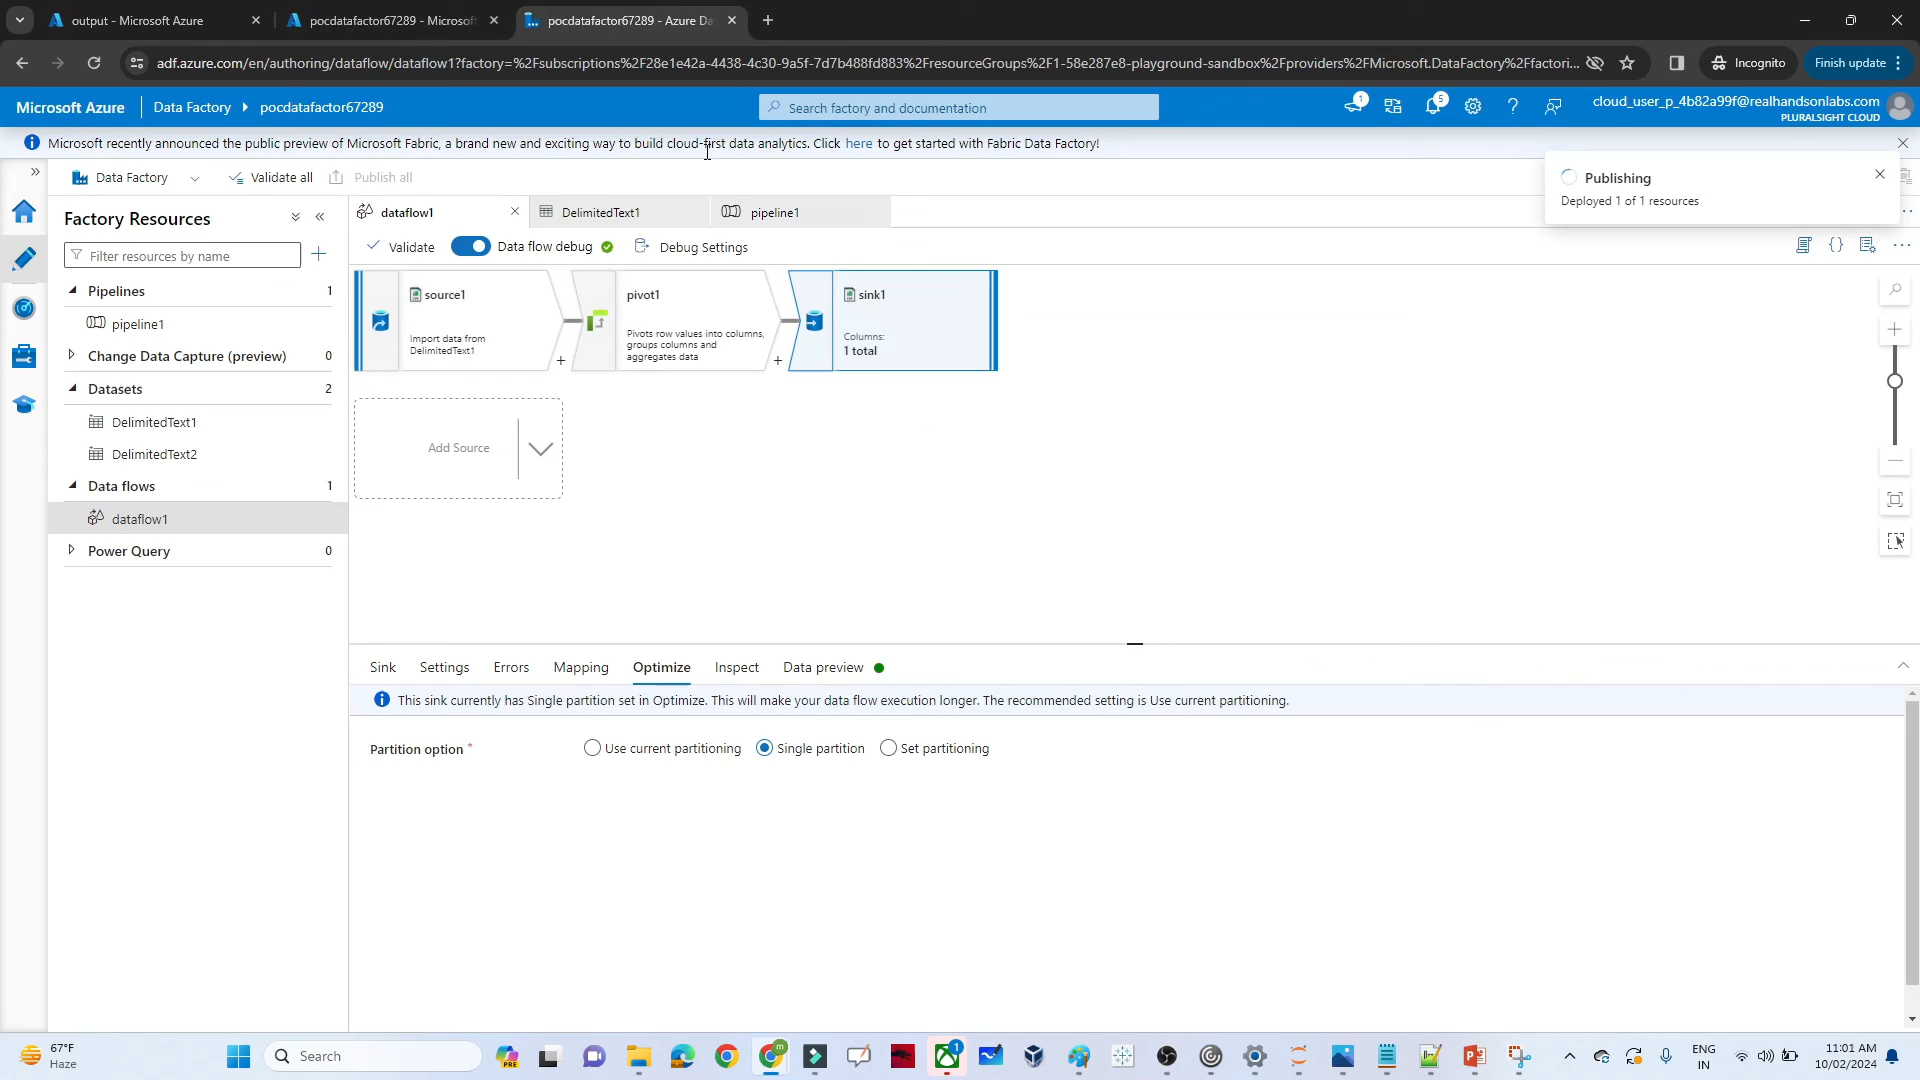 output - Microsoft Azure
pocdatafactor67289 - Microsof
pocdatafactor67289 - Azure Da
adf.azure.com/en/authoring/dataflow/dataflow1?factory=%2Fsubscriptions%2F28e1e42a-4438-4c30-9a5f-7d7b488fd883%2FresourceGroups%2F1-58e287e8-playground-sandbox%2Fproviders%2FMicrosoft.DataFactory%2Ffactori...
Incognito
Finish update
Microsoft Azure
Data Factory
pocdatafactor67289
Search factory and documentation
1
5
cloud_user_p_4b82a99f@realhandsonlabs.com
PLURALSIGHT CLOUD
Microsoft recently announced the public preview of Microsoft Fabric, a brand new and exciting way to build cloud-first data analytics. Click here to get started with Fabric Data Factory!
Data Factory
Validate all
Publish all
Publishing
Deployed 1 of 1 resources
Factory Resources
dataflow1
DelimitedText1
pipeline1
Filter resources by name
Validate
Data flow debug
Debug Settings
Pipelines 1
pipeline1
Change Data Capture (preview) 0
Datasets 2
DelimitedText1
DelimitedText2
Data flows 1
dataflow1
Power Query 0
source1
Import data from
DelimitedText1
+
pivot1
Pivots row values into columns,
groups columns and
aggregates data
+
sink1
Columns:
1 total
Add Source
Sink
Settings
Errors
Mapping
Optimize
Inspect
Data preview
This sink currently has Single partition set in Optimize. This will make your data flow execution longer. The recommended setting is Use current partitioning.
Partition option *
Use current partitioning
Single partition
Set partitioning
67°F
Haze
Search
PRE
m
1
ENG
IN
11:01 AM
10/02/2024